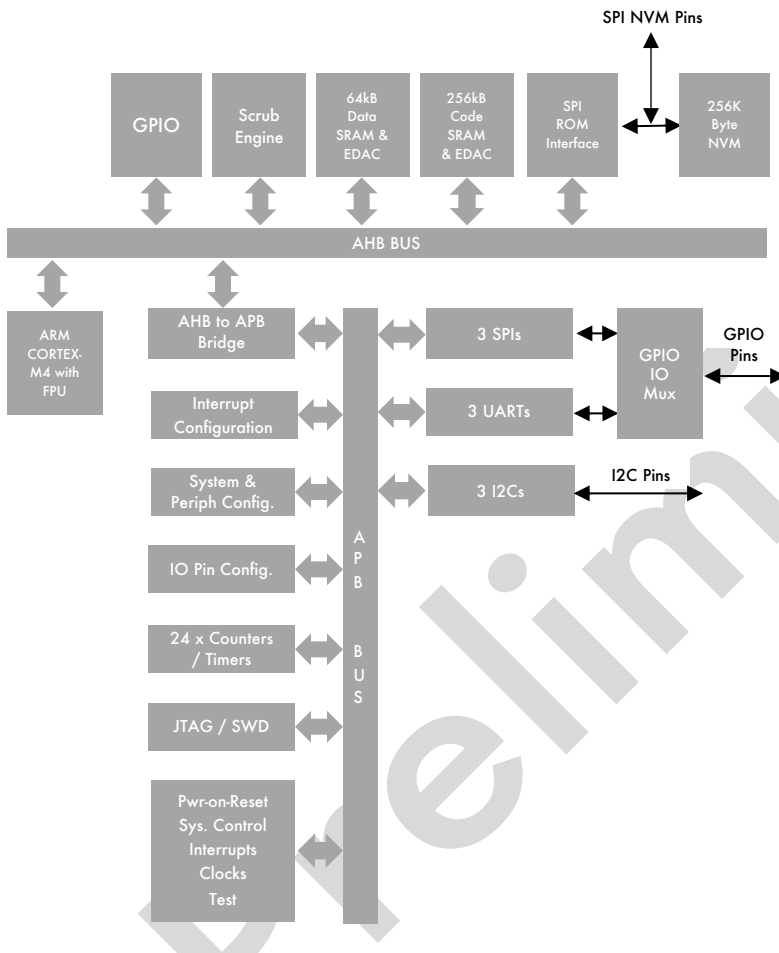 SPI NVM Pins
GPIO
Scrub
Engine
64kB
Data
SRAM &
EDAC
256kB
Code
SRAM
& EDAC
SPI
ROM
Interface
256K
Byte
NVM
AHB BUS
ARM
CORTEX-
M4 with
FPU
AHB to APB
Bridge
3 SPIs
GPIO
IO
Mux
GPIO
Pins
Interrupt
Configuration
3 UARTs
System &
Periph Config.
3 I2Cs
I2C Pins
A
P
B
B
U
S
IO Pin Config.
24 x Counters
/ Timers
JTAG / SWD
Pwr-on-Reset
Sys. Control
Interrupts
Clocks
Test
Prelim